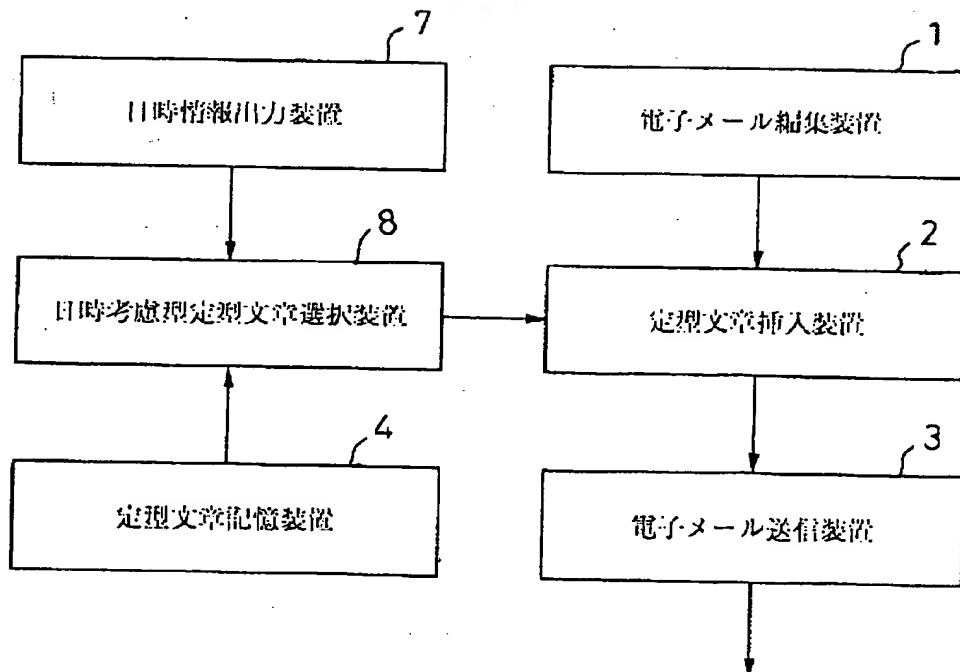 7
日時情報出力装置
1
電子メール編集装置
8
日時考慮型定型文章選択装置
2
定型文章挿入装置
4
定型文章記憶装置
3
電子メール送信装置